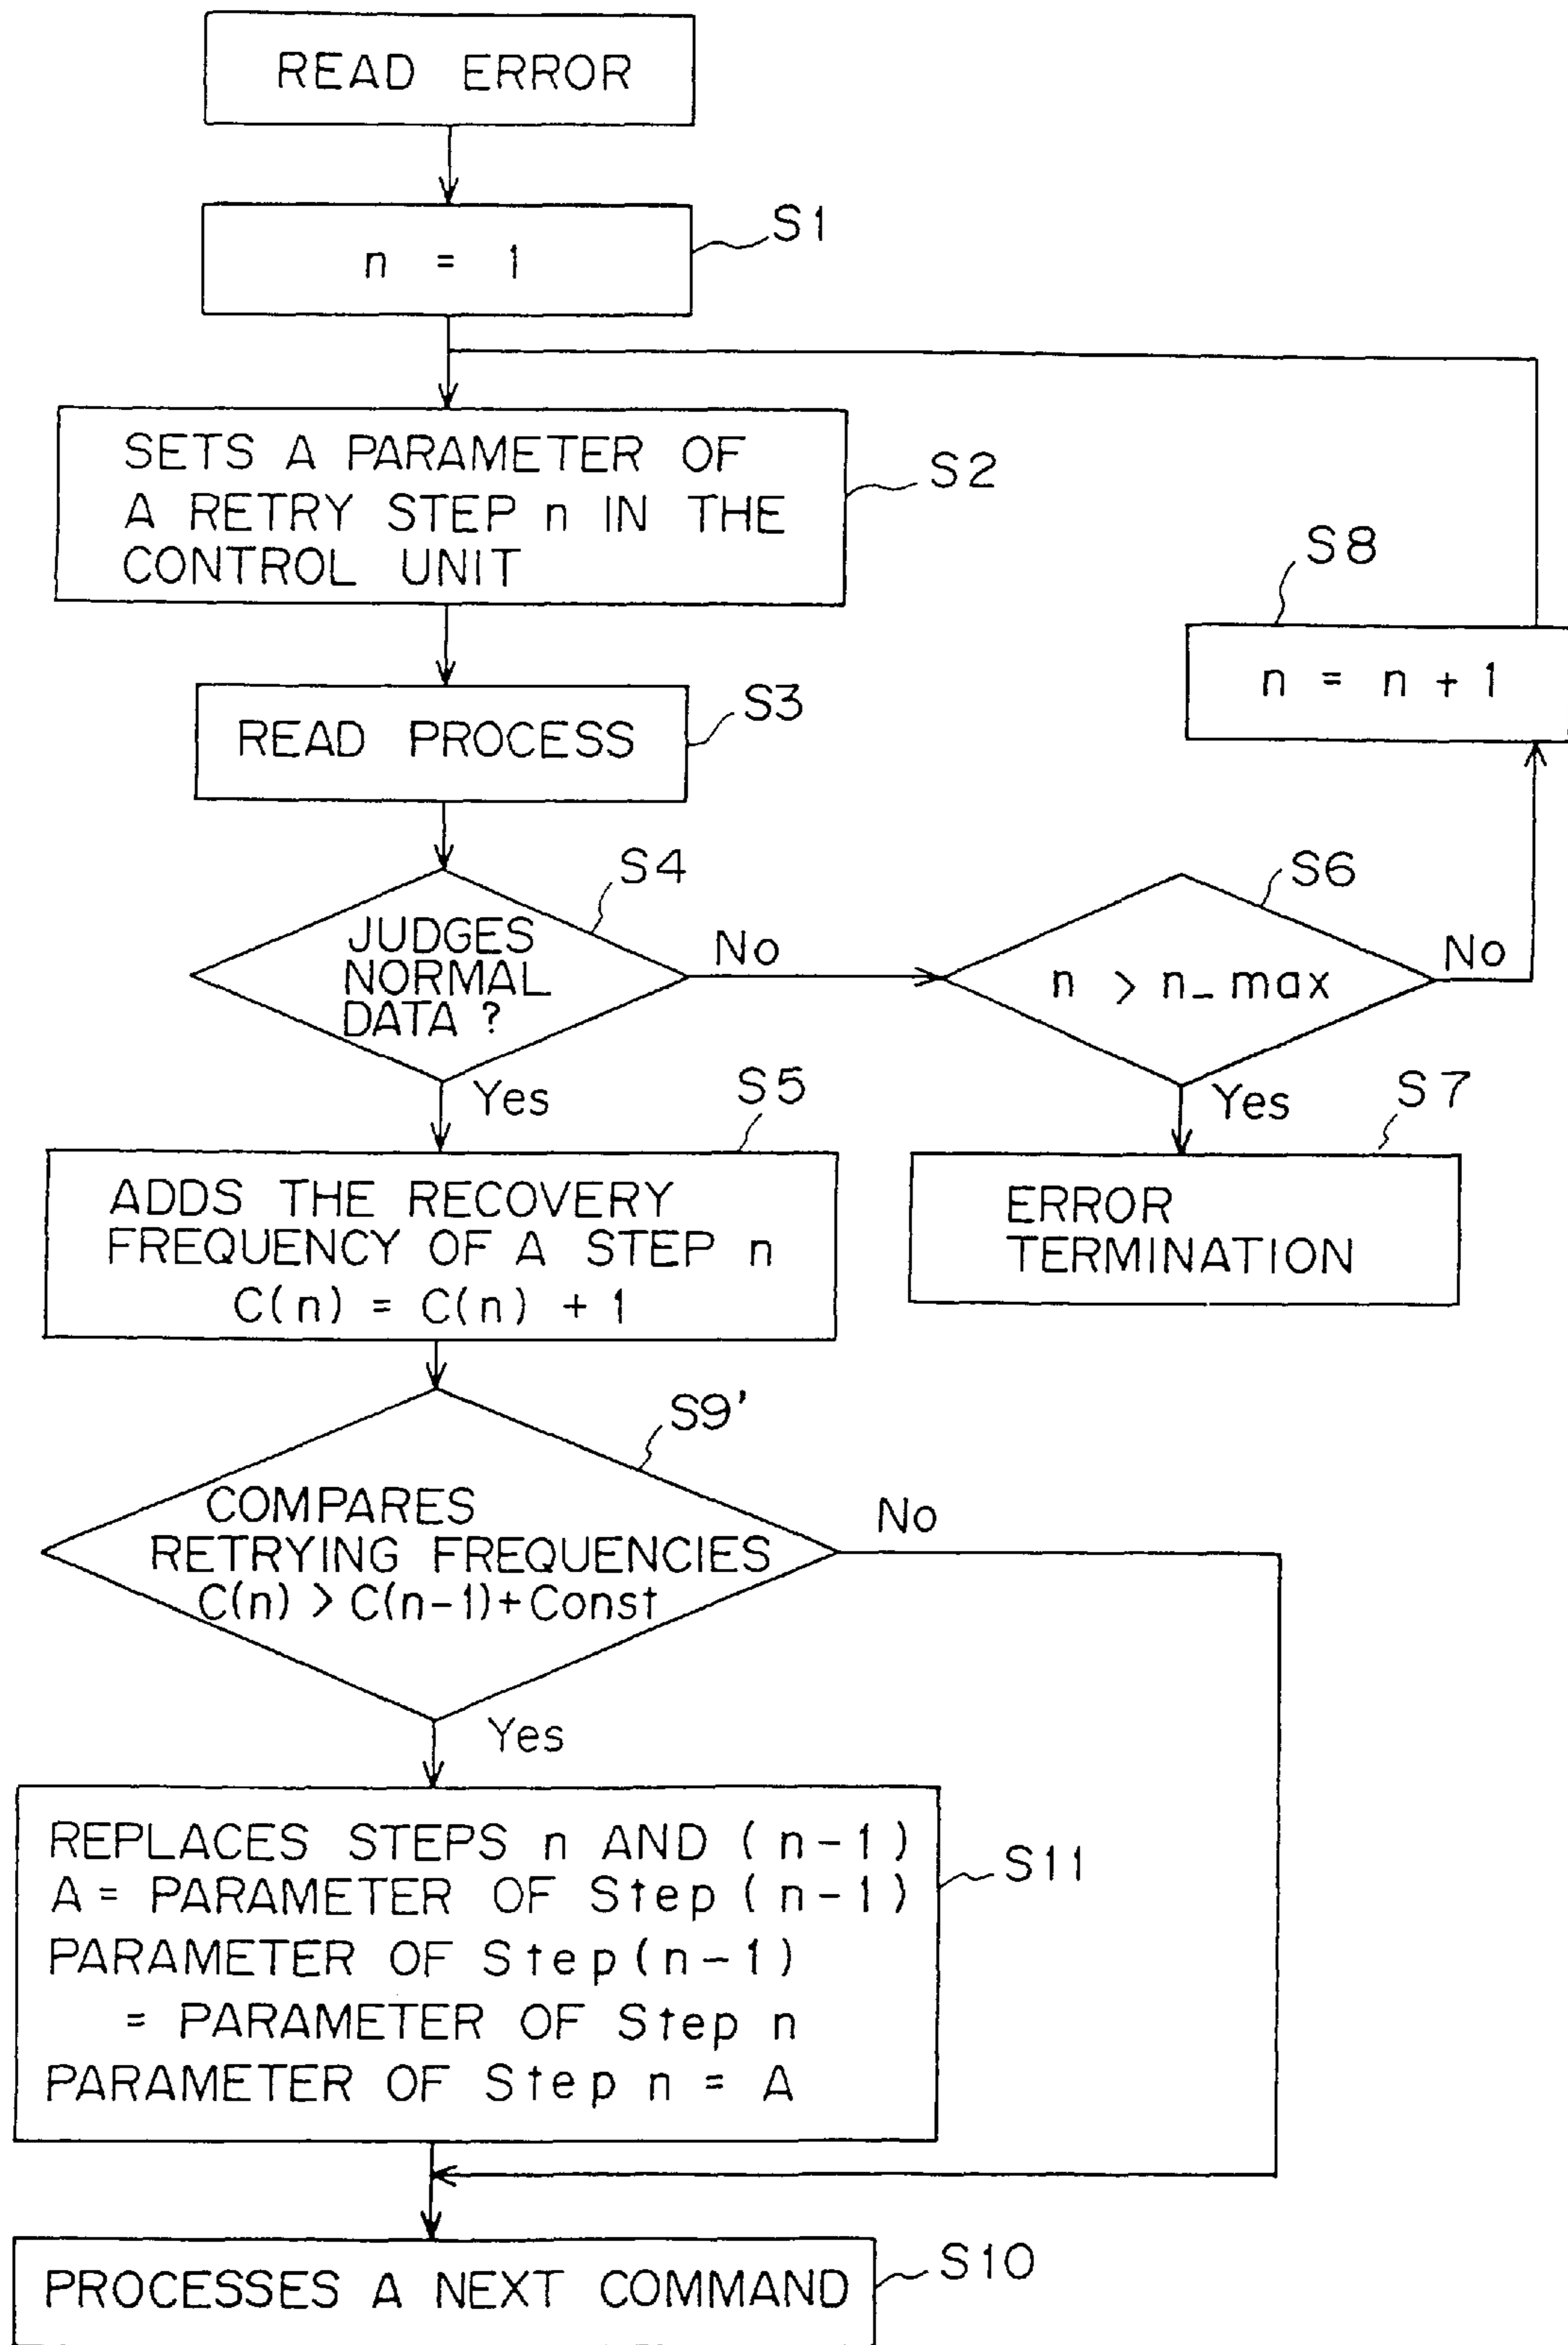 READ ERROR
n = 1
S1
SETS A PARAMETER OF
A RETRY STEP n IN THE
CONTROL UNIT
S2
S8
n = n + 1
READ PROCESS
S3
JUDGES
NORMAL
DATA ?
S4
No
Yes
n > n_max
S6
No
Yes
ADDS THE RECOVERY
FREQUENCY OF A STEP n
C(n) = C(n) + 1
S5
ERROR
TERMINATION
S7
COMPARES
RETRYING FREQUENCIES
C(n) > C(n-1)+Const
S9'
No
Yes
REPLACES STEPS n AND (n-1)
A = PARAMETER OF Step (n-1)
PARAMETER OF Step(n-1)
= PARAMETER OF Step n
PARAMETER OF Step n = A
S11
PROCESSES A NEXT COMMAND
S10